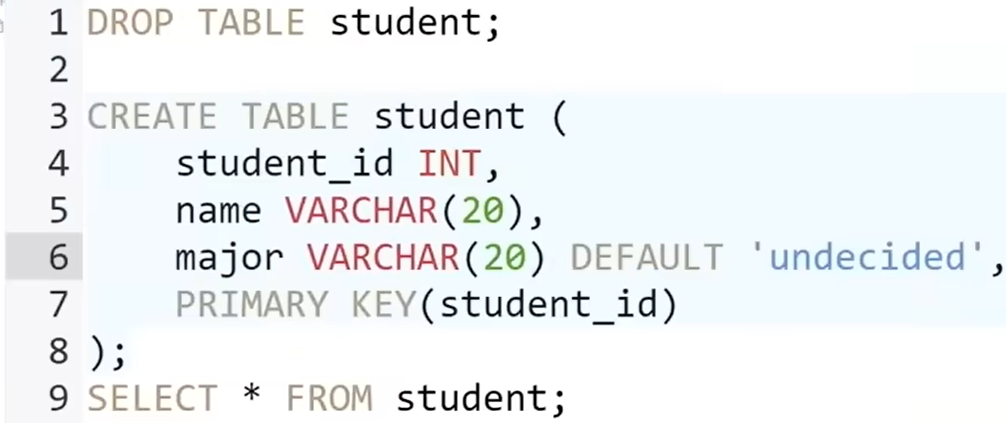 1 DROP TABLE student;
2
3 CREATE TABLE student (
4     student_id INT,
5     name VARCHAR(20),
6     major VARCHAR(20) DEFAULT 'undecided',
7     PRIMARY KEY(student_id)
8 );
9 SELECT * FROM student;